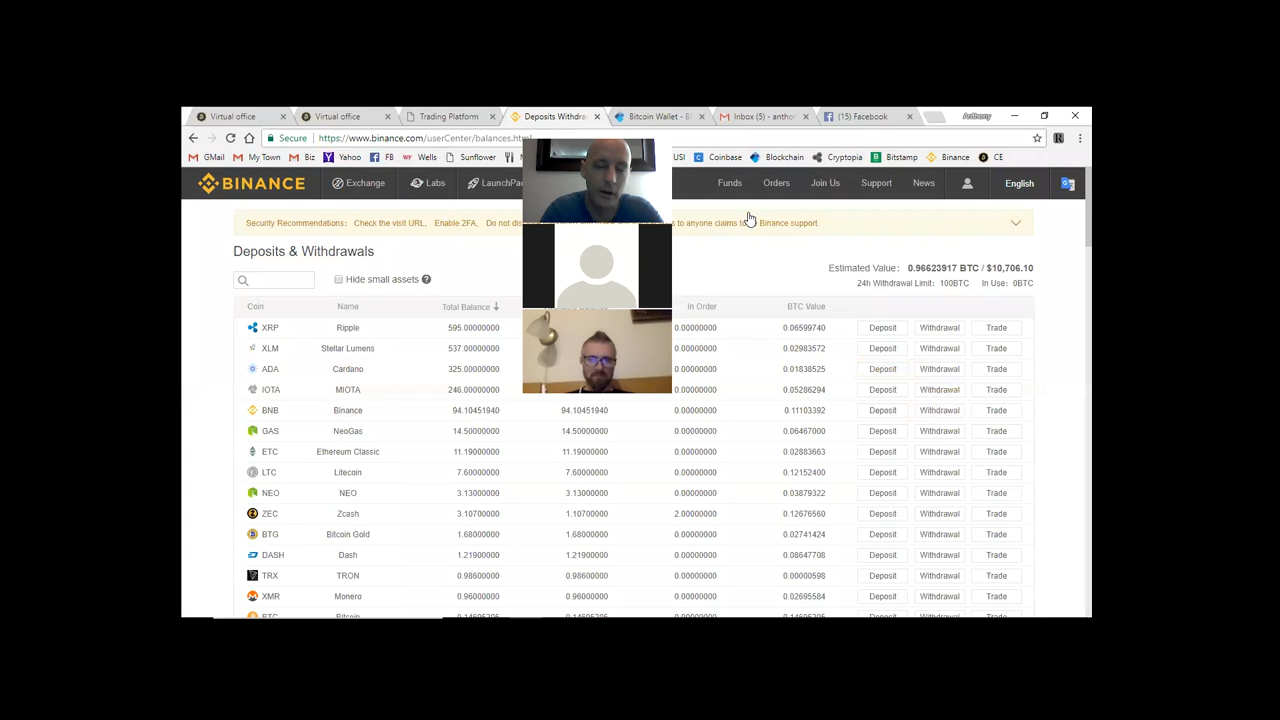 Virtual office
Virtual office
Trading Platform
Deposits Withdraw
Bitcoin Wallet - B
Inbox (5) - anthor
(15) Facebook
Anthony
Secure
https://www.binance.com/userCenter/balances.html
GMail
My Town
Biz
Yahoo
FB
Wells
Sunflower
USI
Coinbase
Blockchain
Cryptopia
Bitstamp
Binance
CE
BINANCE
Exchange
Labs
LaunchPa
Funds
Orders
Join Us
Support
News
English
Security Recommendations: Check the visit URL, Enable 2FA, Do not dis to anyone claims Binance support.
Deposits & Withdrawals
Estimated Value: 0.96623917 BTC / $10,706.10
Hide small assets
24h Withdrawal Limit: 100BTC In Use: 0BTC
Coin Name Total Balance In Order BTC Value
XRP Ripple 595.00000000 0.00000000 0.06599740 Deposit Withdrawal Trade
XLM Stellar Lumens 537.00000000 0.00000000 0.02983572 Deposit Withdrawal Trade
ADA Cardano 325.00000000 0.00000000 0.01838525 Deposit Withdrawal Trade
IOTA MIOTA 246.00000000 0.00000000 0.05286294 Deposit Withdrawal Trade
BNB Binance 94.10451940 94.10451940 0.00000000 0.11103392 Deposit Withdrawal Trade
GAS NeoGas 14.50000000 14.50000000 0.00000000 0.06467000 Deposit Withdrawal Trade
ETC Ethereum Classic 11.19000000 11.19000000 0.00000000 0.02883663 Deposit Withdrawal Trade
LTC Litecoin 7.60000000 7.60000000 0.00000000 0.12152400 Deposit Withdrawal Trade
NEO NEO 3.13000000 3.13000000 0.00000000 0.03879322 Deposit Withdrawal Trade
ZEC Zcash 3.10700000 1.10700000 2.00000000 0.12676560 Deposit Withdrawal Trade
BTG Bitcoin Gold 1.68000000 1.68000000 0.00000000 0.02741424 Deposit Withdrawal Trade
DASH Dash 1.21900000 1.21900000 0.00000000 0.08647708 Deposit Withdrawal Trade
TRX TRON 0.98600000 0.98600000 0.00000000 0.00000598 Deposit Withdrawal Trade
XMR Monero 0.96000000 0.96000000 0.00000000 0.02695584 Deposit Withdrawal Trade